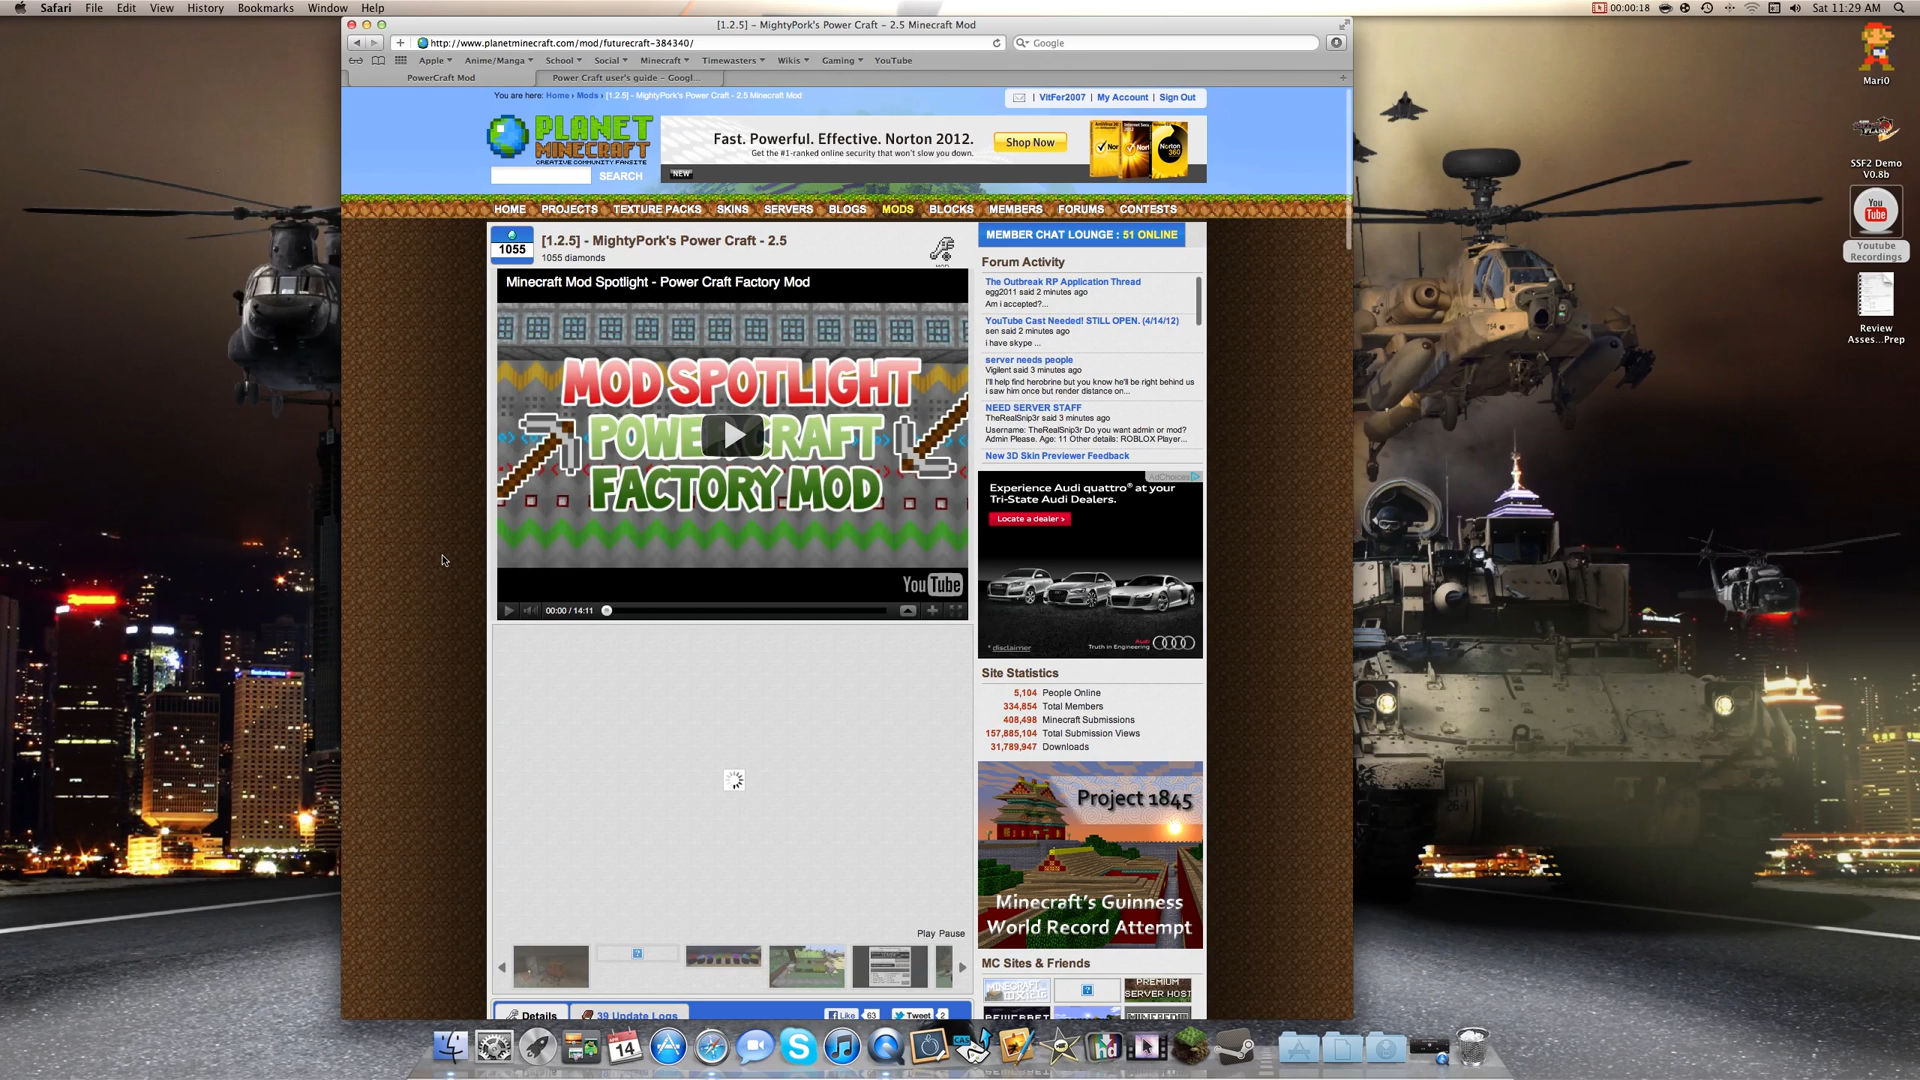 Safari File Edit View History Bookmarks Window Help
00:00:18
Sat 11:29 AM
[1.2.5] - MightyPork's Power Craft - 2.5 Minecraft Mod
http://www.planetminecraft.com/mod/futurecraft-384340/
Google
Apple Anime/Manga School Social Minecraft Timewasters Wikis Gaming YouTube
PowerCraft Mod
Power Craft user's guide – Googl...
You are here: Home › Mods › [1.2.5] - MightyPork's Power Craft - 2.5 Minecraft Mod
| VitFer2007 | My Account | Sign Out
PLANET
MINECRAFT
CREATIVE COMMUNITY FANSITE
SEARCH
Fast. Powerful. Effective. Norton 2012.
Get the #1-ranked online security that won't slow you down.
Shop Now
NEW
Norton
360
HOME PROJECTS TEXTURE PACKS SKINS SERVERS BLOGS MODS BLOCKS MEMBERS FORUMS CONTESTS
1055
[1.2.5] - MightyPork's Power Craft - 2.5
1055 diamonds
MOD
Minecraft Mod Spotlight - Power Craft Factory Mod
MOD SPOTLIGHT
POWE CRAFT
FACTORY MOD
YouTube
00:00 / 14:11
Play Pause
Details
39 Update Logs
Like 63
Tweet 2
MEMBER CHAT LOUNGE : 51 ONLINE
Forum Activity
The Outbreak RP Application Thread
egg2011 said 2 minutes ago
Am i accepted?...
YouTube Cast Needed! STILL OPEN. (4/14/12)
sen said 2 minutes ago
i have skype ...
server needs people
Vigilent said 3 minutes ago
I'll help find herobrine but you know he'll be right behind us
i saw him once but render distance on...
NEED SERVER STAFF
TheRealSnip3r said 3 minutes ago
Username: TheRealSnip3r Do you want admin or mod?
Admin Please. Age: 11 Other details: ROBLOX Player...
New 3D Skin Previewer Feedback
AdChoices
Experience Audi quattro® at your
Tri-State Audi Dealers.
Locate a dealer >
* disclaimer
Audi
Truth in Engineering
Site Statistics
5,104 People Online
334,854 Total Members
408,498 Minecraft Submissions
157,885,104 Total Submission Views
31,789,947 Downloads
Project 1845
Minecraft's Guinness
World Record Attempt
MC Sites & Friends
PREMIUM
SERVER HOST
Mari0
SSF2 Demo
V0.8b
You
Tube
Youtube
Recordings
Review
Asses...Prep
14